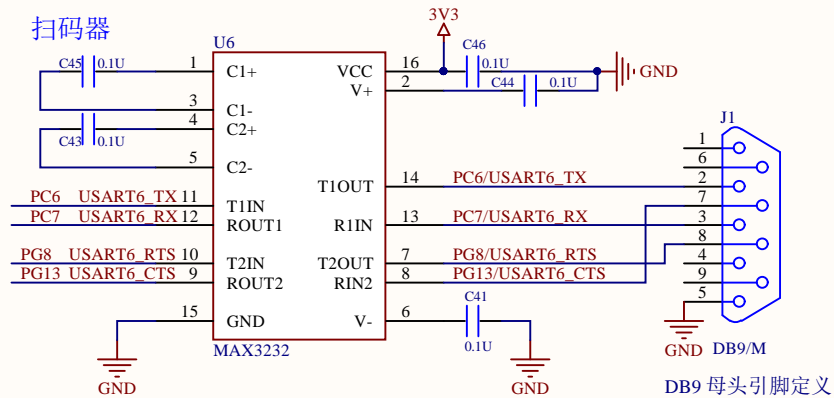 扫码器
U6
3V3
C45
0.1U
1
C1+
VCC
16
C46
0.1U
GND
V+
2
C44
0.1U
3
C1-
4
C2+
C43
0.1U
5
C2-
J1
1
6
2
7
3
8
4
9
5
T1OUT
14
PC6/USART6_TX
PC6 USART6_TX 11
T1IN
PC7 USART6_RX 12
ROUT1
R1IN
13
PC7/USART6_RX
PG8 USART6_RTS 10
T2IN
T2OUT
7
PG8/USART6_RTS
PG13 USART6_CTS 9
ROUT2
RIN2
8
PG13/USART6_CTS
15
GND
V-
6
C41
0.1U
MAX3232
GND
GND
GND
DB9/M
DB9 母头引脚定义